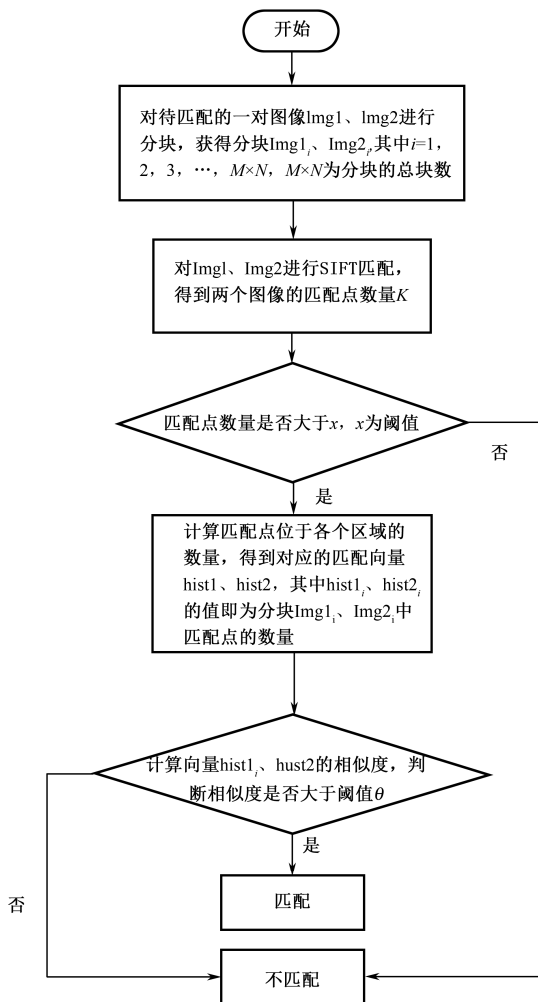 开始
对待匹配的一对图像lmg1、lmg2进行
分块，获得分块Img1i、Img2i,其中i=1，
2，3，…，M×N，M×N为分块的总块数
对Imgl、Img2进行SIFT匹配，
得到两个图像的匹配点数量K
匹配点数量是否大于x，x为阈值
否
是
计算匹配点位于各个区域的
数量，得到对应的匹配向量
hist1、hist2，其中hist1i、hist2i
的值即为分块Img1i、Img2i中
匹配点的数量
计算向量hist1i、hust2的相似度，判
断相似度是否大于阈值θ
是
否
匹配
不匹配